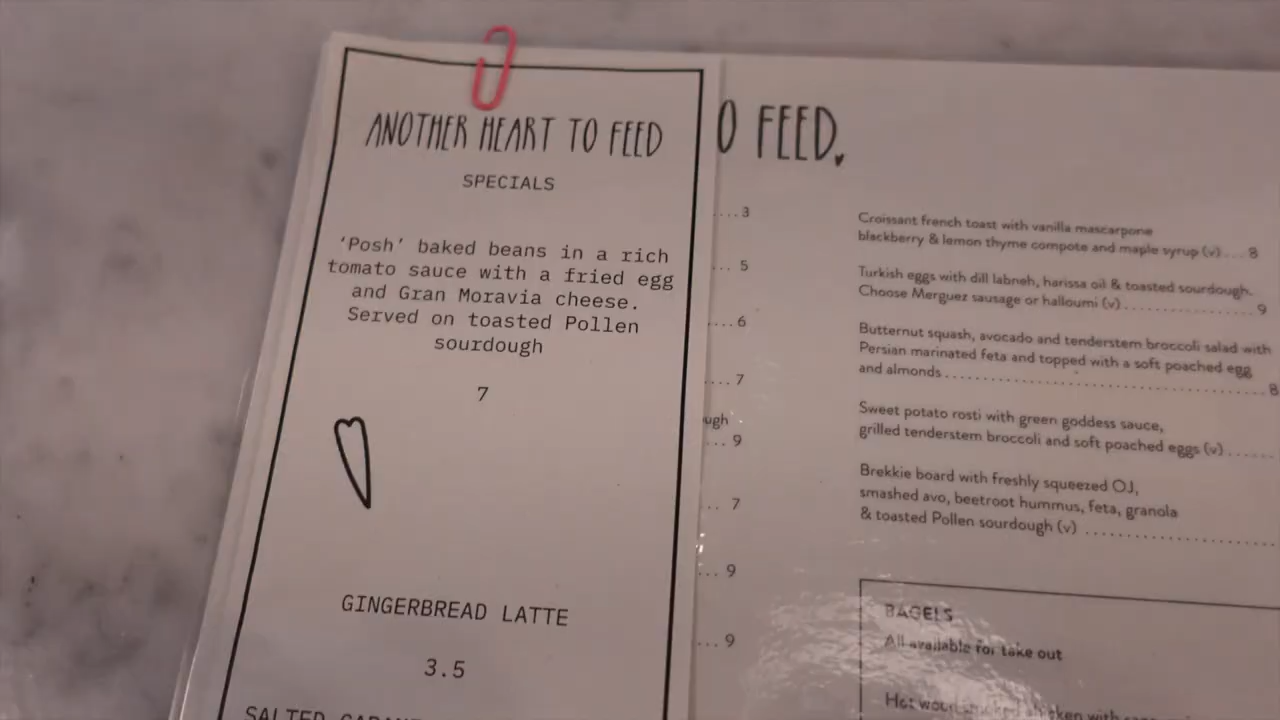 ANOTHER HEART TO FEED
SPECIALS
'Posh' baked beans in a rich
tomato sauce with a fried egg
and Gran Moravia cheese.
Served on toasted Pollen
sourdough
7
GINGERBREAD LATTE
3.5
SALTED
O FEED.
....3
... 5
.... 6
.... 7
ugh
... 9
.. 7
... 9
... 9
Croissant french toast with vanilla mascarpone
blackberry & lemon thyme compote and maple syrup (v) .... 8
Turkish eggs with dill labneh, harissa oil & toasted sourdough.
Choose Merguez sausage or halloumi (v) ........................ 9
Butternut squash, avocado and tenderstem broccoli salad with
Persian marinated feta and topped with a soft poached egg
and almonds ......................................................... 8
Sweet potato rosti with green goddess sauce,
grilled tenderstem broccoli and soft poached eggs (v) ......
Brekkie board with freshly squeezed OJ,
smashed avo, beetroot hummus, feta, granola
& toasted Pollen sourdough (v) ..............................
BAGELS
All available for take out
Hot wood smoked chicken with